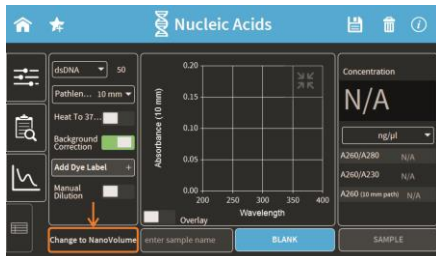 Nucleic Acids
dsDNA 50
Pathlen... 10 mm
Heat To 37...
Background
Correction
Add Dye Label +
Manual
Dilution
Change to NanoVolume
Absorbance (10 mm)
0.20
0.15
0.10
0.05
0.00
200 250 300 350 400
Wavelength
Overlay
enter sample name
BLANK
Concentration
N/A
ng/µl
A260/A280 N/A
A260/A230 N/A
A260 (10 mm path) N/A
SAMPLE